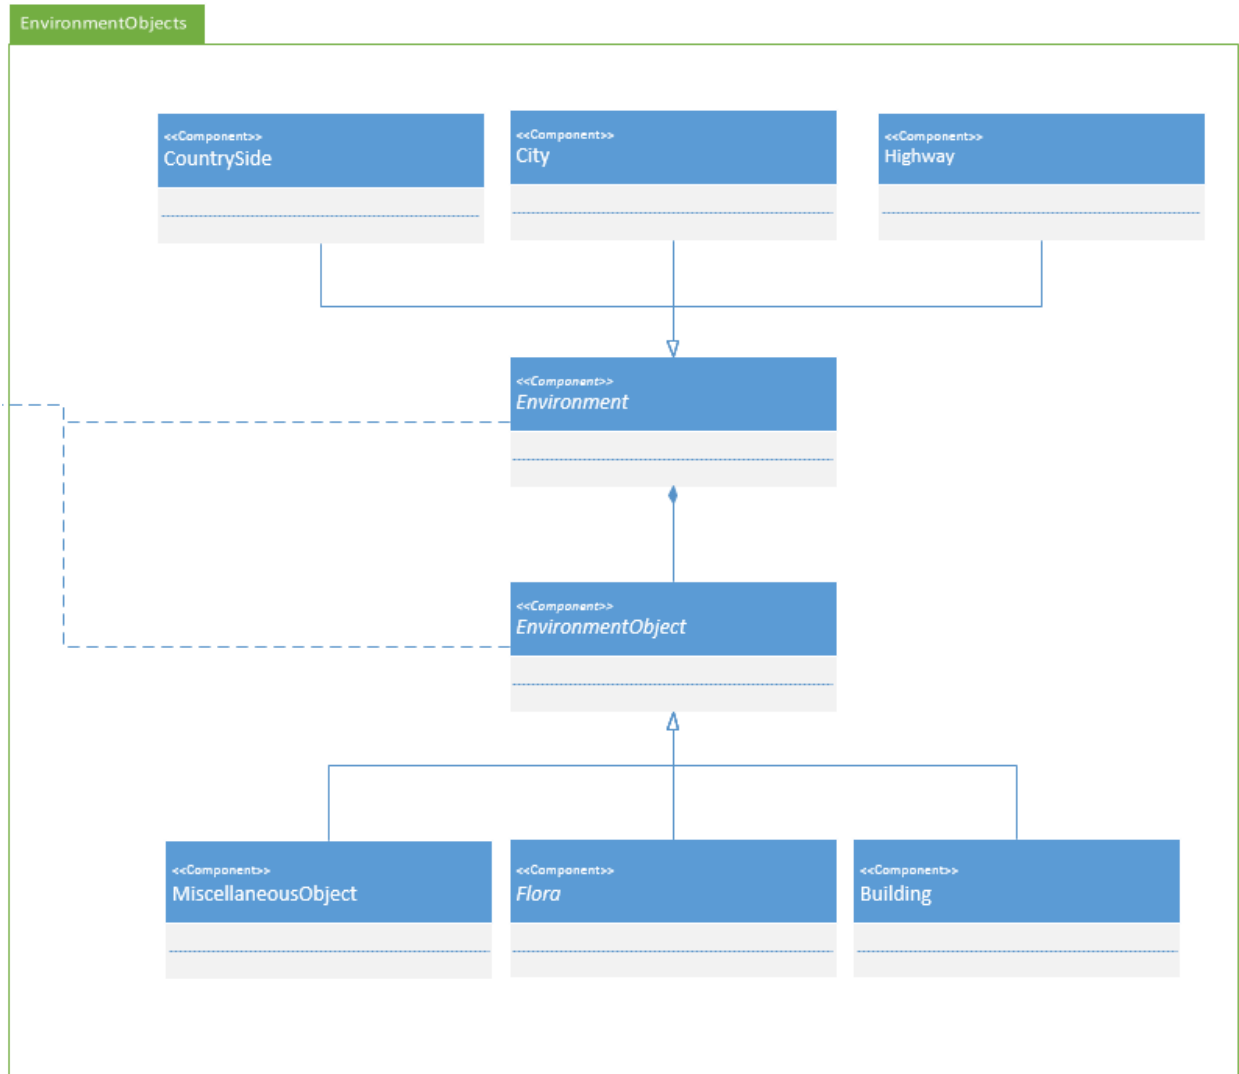 EnvironmentObjects
<<Component>>
CountrySide
<<Component>>
City
<<Component>>
Highway
<<Component>>
Environment
<<Component>>
EnvironmentObject
<<Component>>
MiscellaneousObject
<<Component>>
Flora
<<Component>>
Building